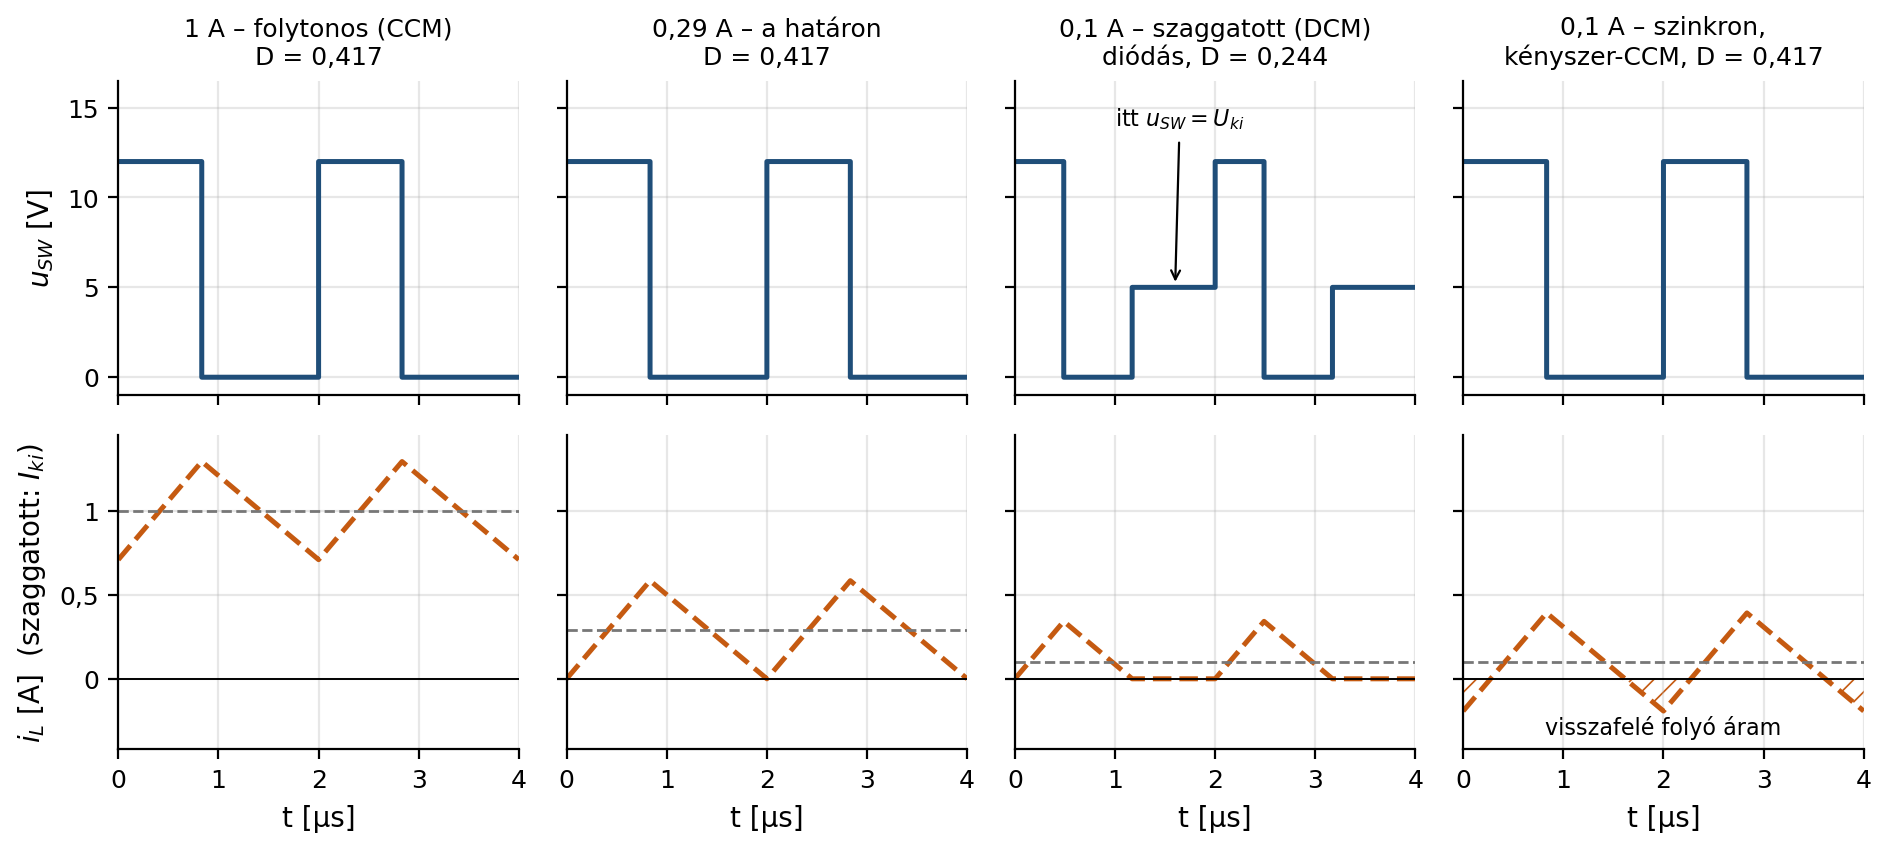 1 A – folytonos (CCM)
D = 0,417
0,29 A – a határon
D = 0,417
0,1 A – szaggatott (DCM)
diódás, D = 0,244
0,1 A – szinkron,
kényszer-CCM, D = 0,417
u_SW [V]
15
10
5
0
itt u_SW = U_ki
i_L [A] (szaggatott: I_ki)
1
0,5
0
visszafelé folyó áram
0 1 2 3 4
0 1 2 3 4
0 1 2 3 4
0 1 2 3 4
t [µs]
t [µs]
t [µs]
t [µs]